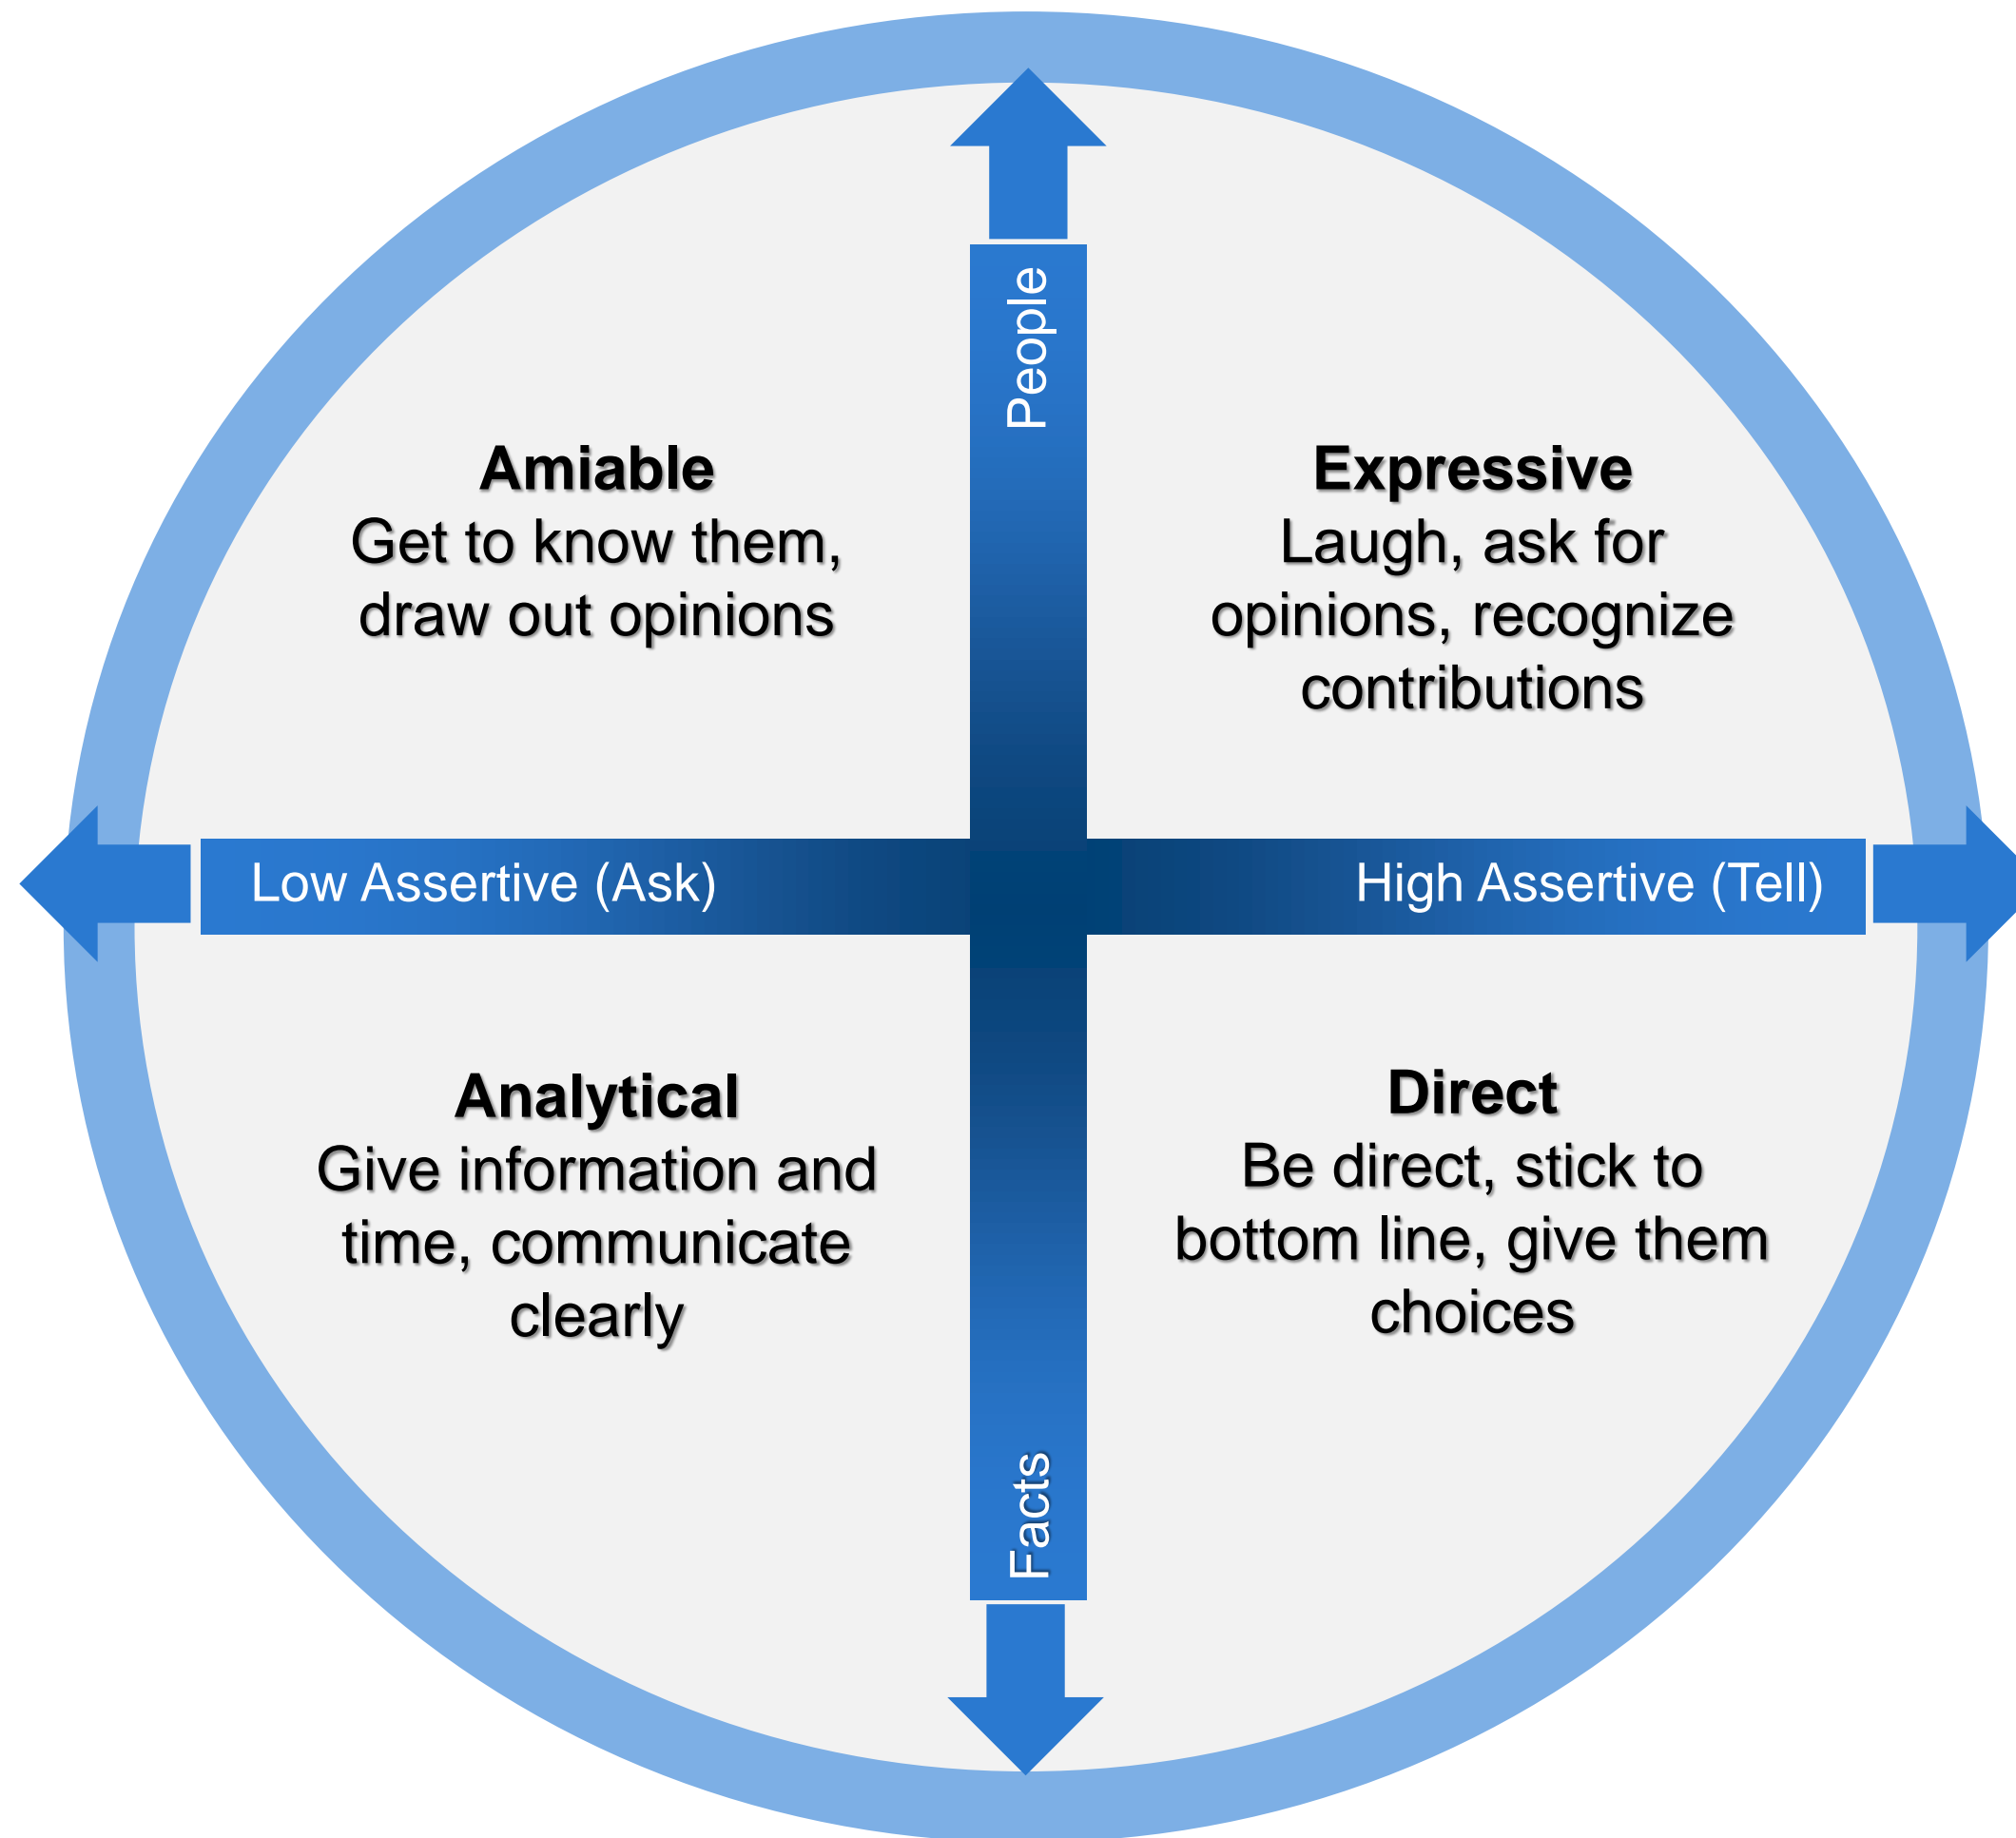 People
Amiable
Get to know them,
draw out opinions
Expressive
Laugh, ask for
opinions, recognize
contributions
Low Assertive (Ask)
High Assertive (Tell)
Analytical
Give information and
time, communicate
clearly
Direct
Be direct, stick to
bottom line, give them
choices
Facts